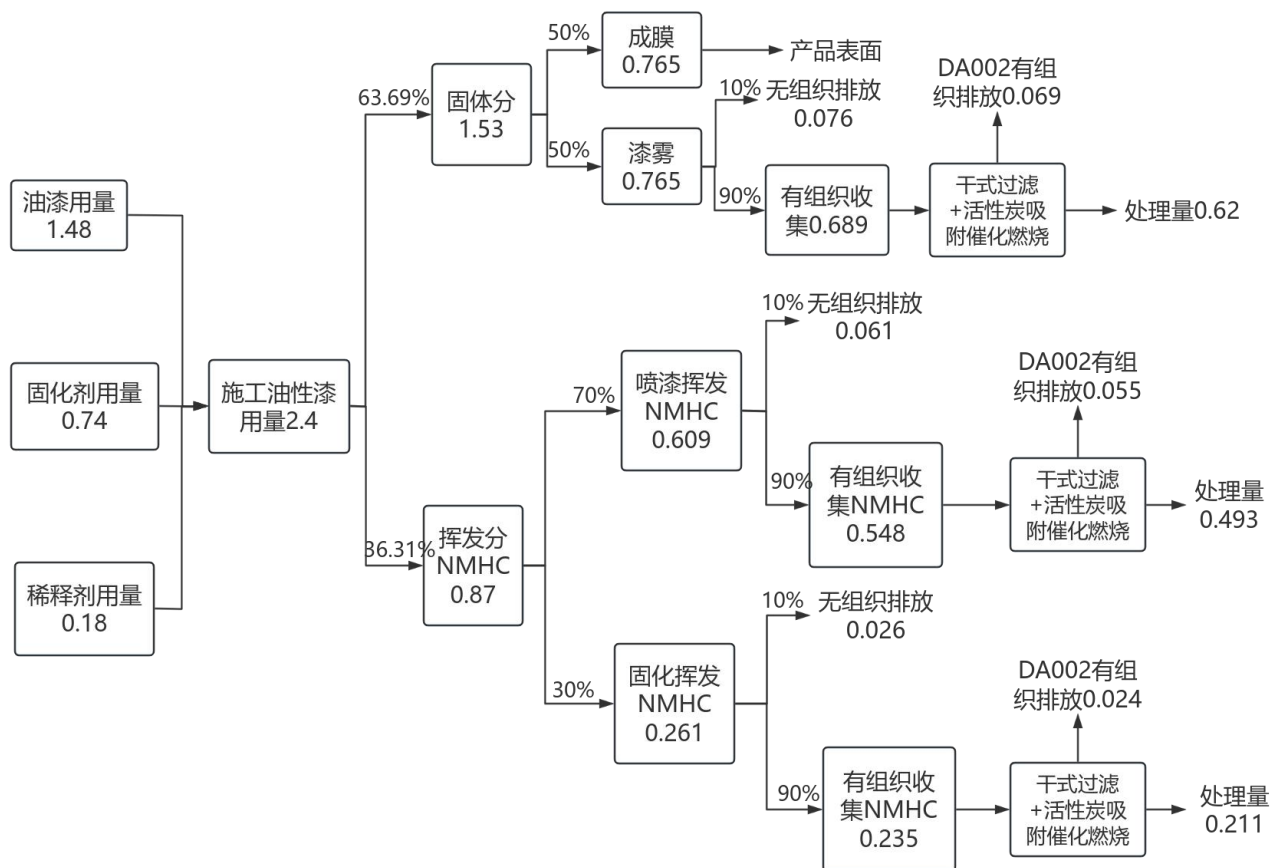 油漆用量
1.48
固化剂用量
0.74
稀释剂用量
0.18
施工油性漆
用量2.4
63.69%
固体分
1.53
50%
成膜
0.765
产品表面
50%
漆雾
0.765
10%
无组织排放
0.076
90%
有组织收
集0.689
DA002有组
织排放0.069
干式过滤
+活性炭吸
附催化燃烧
处理量0.62
36.31%
挥发分
NMHC
0.87
70%
喷漆挥发
NMHC
0.609
10%
无组织排放
0.061
90%
有组织收
集NMHC
0.548
DA002有组
织排放0.055
干式过滤
+活性炭吸
附催化燃烧
处理量
0.493
30%
固化挥发
NMHC
0.261
10%
无组织排放
0.026
90%
有组织收
集NMHC
0.235
DA002有组
织排放0.024
干式过滤
+活性炭吸
附催化燃烧
处理量
0.211